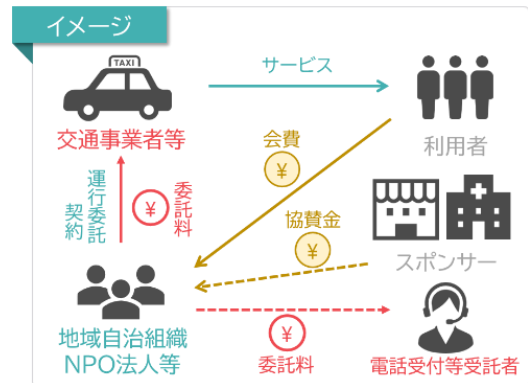 イメージ
TAXI
サービス
交通事業者等
利用者
会費
¥
運行委託
契約
¥
委託料
協賛金
¥
スポンサー
地域自治組織
NPO法人等
¥
委託料
電話受付等受託者